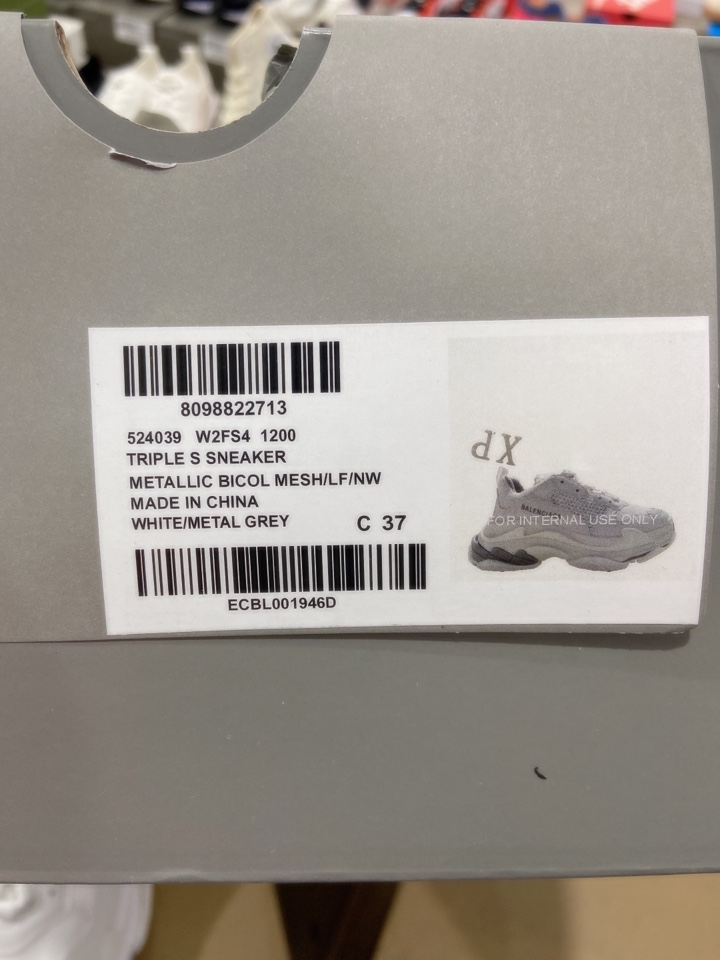 8098822713
524039 W2FS4 1200
TRIPLE S SNEAKER
METALLIC BICOL MESH/LF/NW
MADE IN CHINA
WHITE/METAL GREY C 37
ECBL001946D
XP
BALENCIAGA
FOR INTERNAL USE ONLY